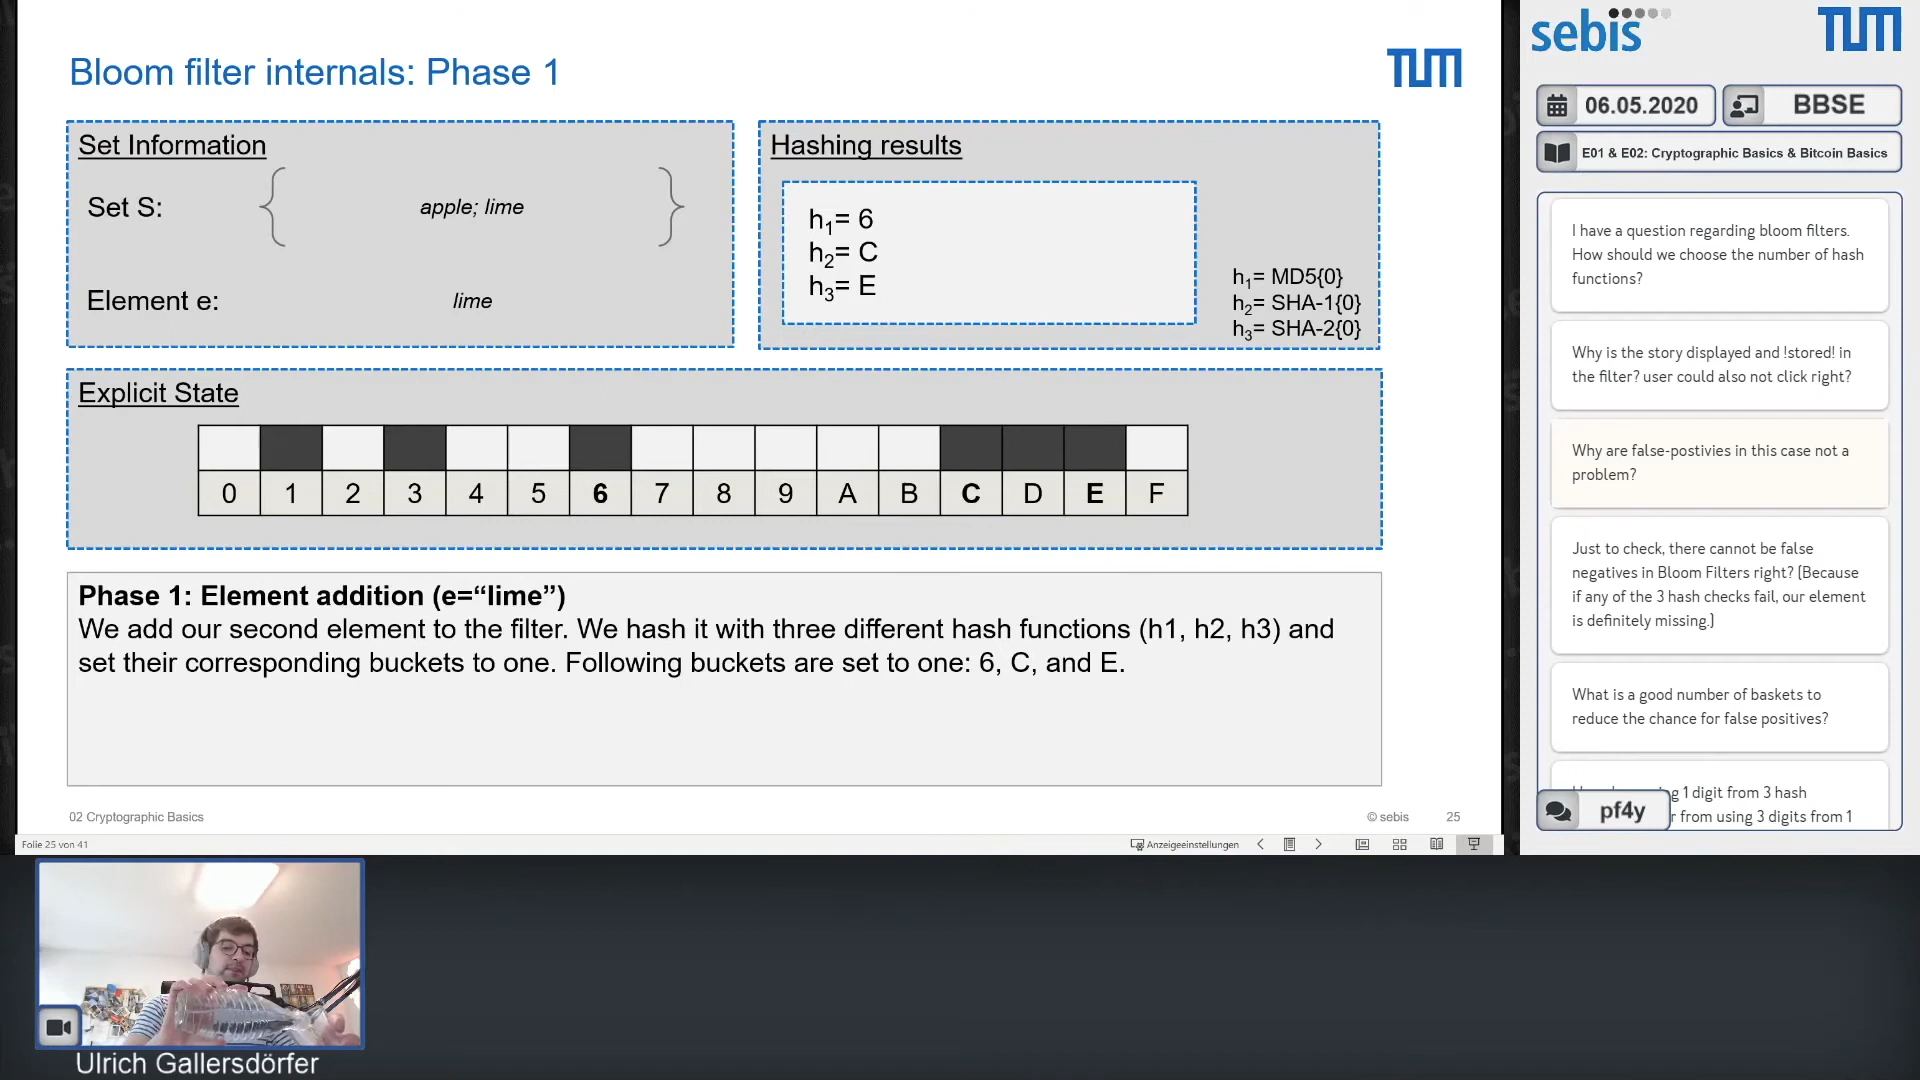 Bloom filter internals: Phase 1
TUM
Set Information
Set S:
apple; lime
Element e:
lime
Hashing results
h1= 6
h2= C
h3= E
h1= MD5{0}
h2= SHA-1{0}
h3= SHA-2{0}
Explicit State
0 1 2 3 4 5 6 7 8 9 A B C D E F
Phase 1: Element addition (e=“lime”)
We add our second element to the filter. We hash it with three different hash functions (h1, h2, h3) and
set their corresponding buckets to one. Following buckets are set to one: 6, C, and E.
02 Cryptographic Basics
© sebis 25
Folie 25 von 41
Anzeigeeinstellungen
Ulrich Gallersdörfer
sebis
TUM
06.05.2020
BBSE
E01 & E02: Cryptographic Basics & Bitcoin Basics
I have a question regarding bloom filters.
How should we choose the number of hash
functions?
Why is the story displayed and !stored! in
the filter? user could also not click right?
Why are false-postivies in this case not a
problem?
Just to check, there cannot be false
negatives in Bloom Filters right? (Because
if any of the 3 hash checks fail, our element
is definitely missing.)
What is a good number of baskets to
reduce the chance for false positives?
1 digit from 3 hash
from using 3 digits from 1
pf4y